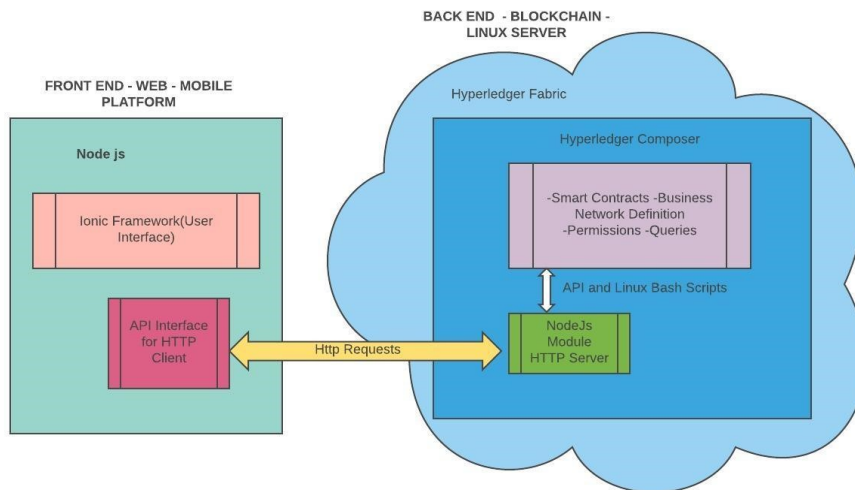 BACK END - BLOCKCHAIN -
LINUX SERVER
FRONT END - WEB - MOBILE
PLATFORM
Hyperledger Fabric
Node js
Hyperledger Composer
Ionic Framework(User
Interface)
-Smart Contracts -Business
Network Definition
-Permissions -Queries
API and Linux Bash Scripts
API Interface
for HTTP
Client
Http Requests
NodeJs
Module
HTTP Server